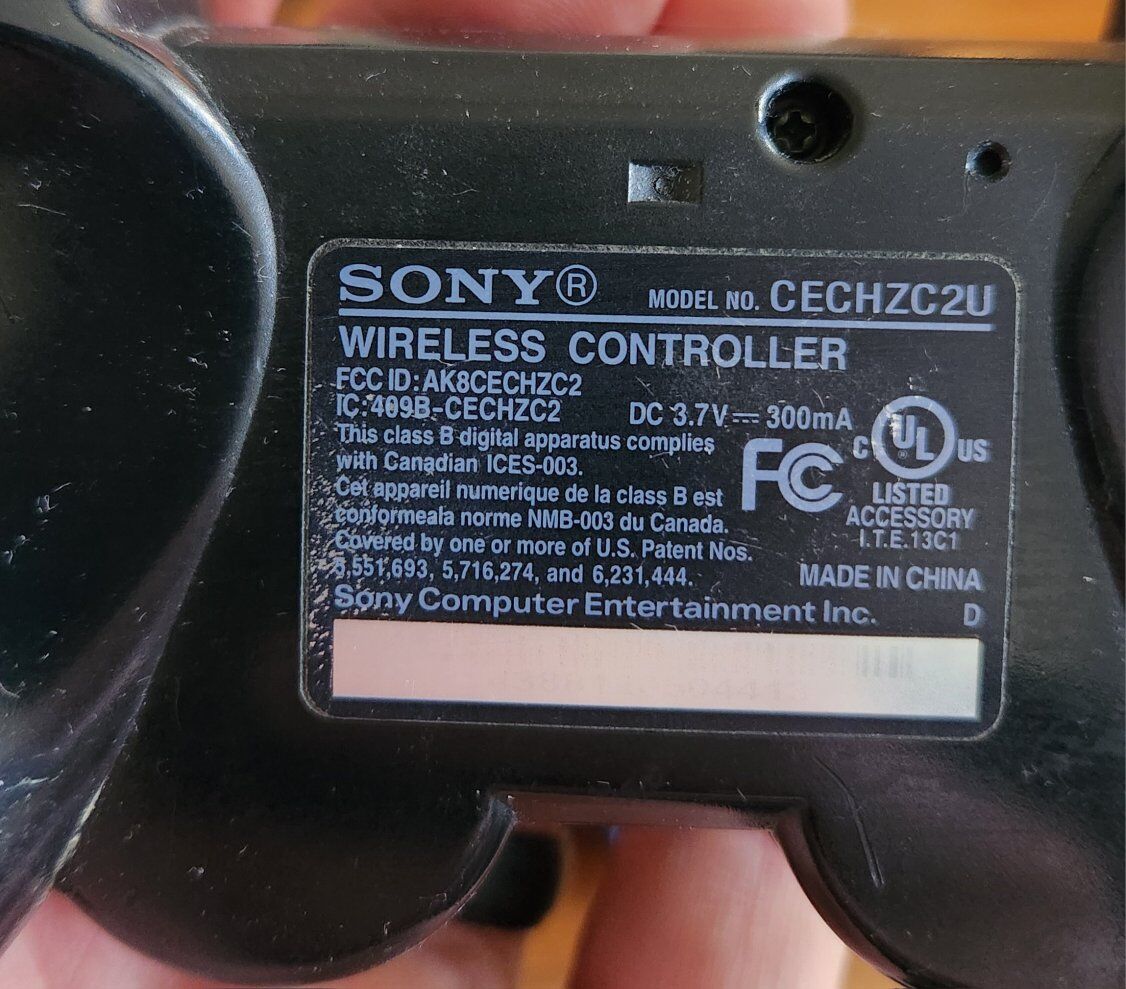 SONY® MODEL NO. CECHZC2U
WIRELESS CONTROLLER
FCC ID:AK8CECHZC2
IC:409B-CECHZC2 DC 3.7V⎓300mA
This class B digital apparatus complies
with Canadian ICES-003.
Cet appareil numerique de la class B est
conformeala norme NMB-003 du Canada.
Covered by one or more of U.S. Patent Nos.
5,551,693, 5,716,274, and 6,231,444.
Sony Computer Entertainment Inc.
FC
C UL® US
LISTED
ACCESSORY
I.T.E.13C1
MADE IN CHINA
D